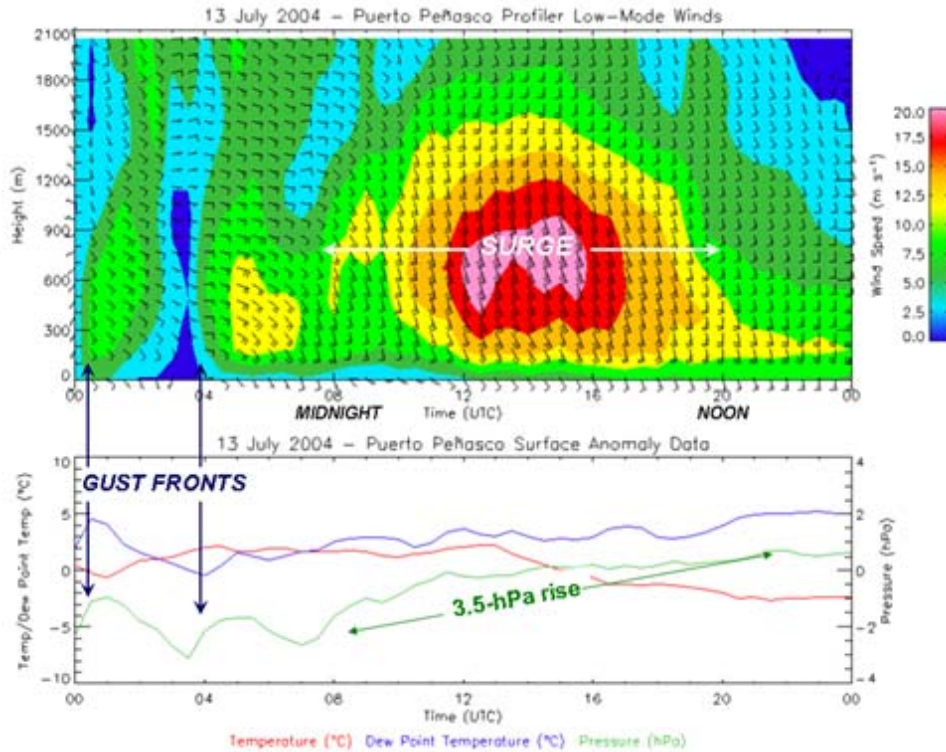 13 July 2004 – Puerto Peñasco Profiler Low-Mode Winds
2100
1800
1500
1200
900
600
300
0
Height (m)
SURGE
20.0
17.5
15.0
12.5
10.0
7.5
5.0
2.5
0.0
Wind Speed (m s⁻¹)
00 04 08 12 16 20 00
MIDNIGHT Time (UTC) NOON
13 July 2004 – Puerto Peñasco Surface Anomaly Data
10
5
0
-5
-10
Temp/Dew Point Temp (°C)
GUST FRONTS
3.5-hPa rise
4
2
0
-2
-4
Pressure (hPa)
00 04 08 12 16 20 00
Time (UTC)
Temperature (°C) Dew Point Temperature (°C) Pressure (hPa)